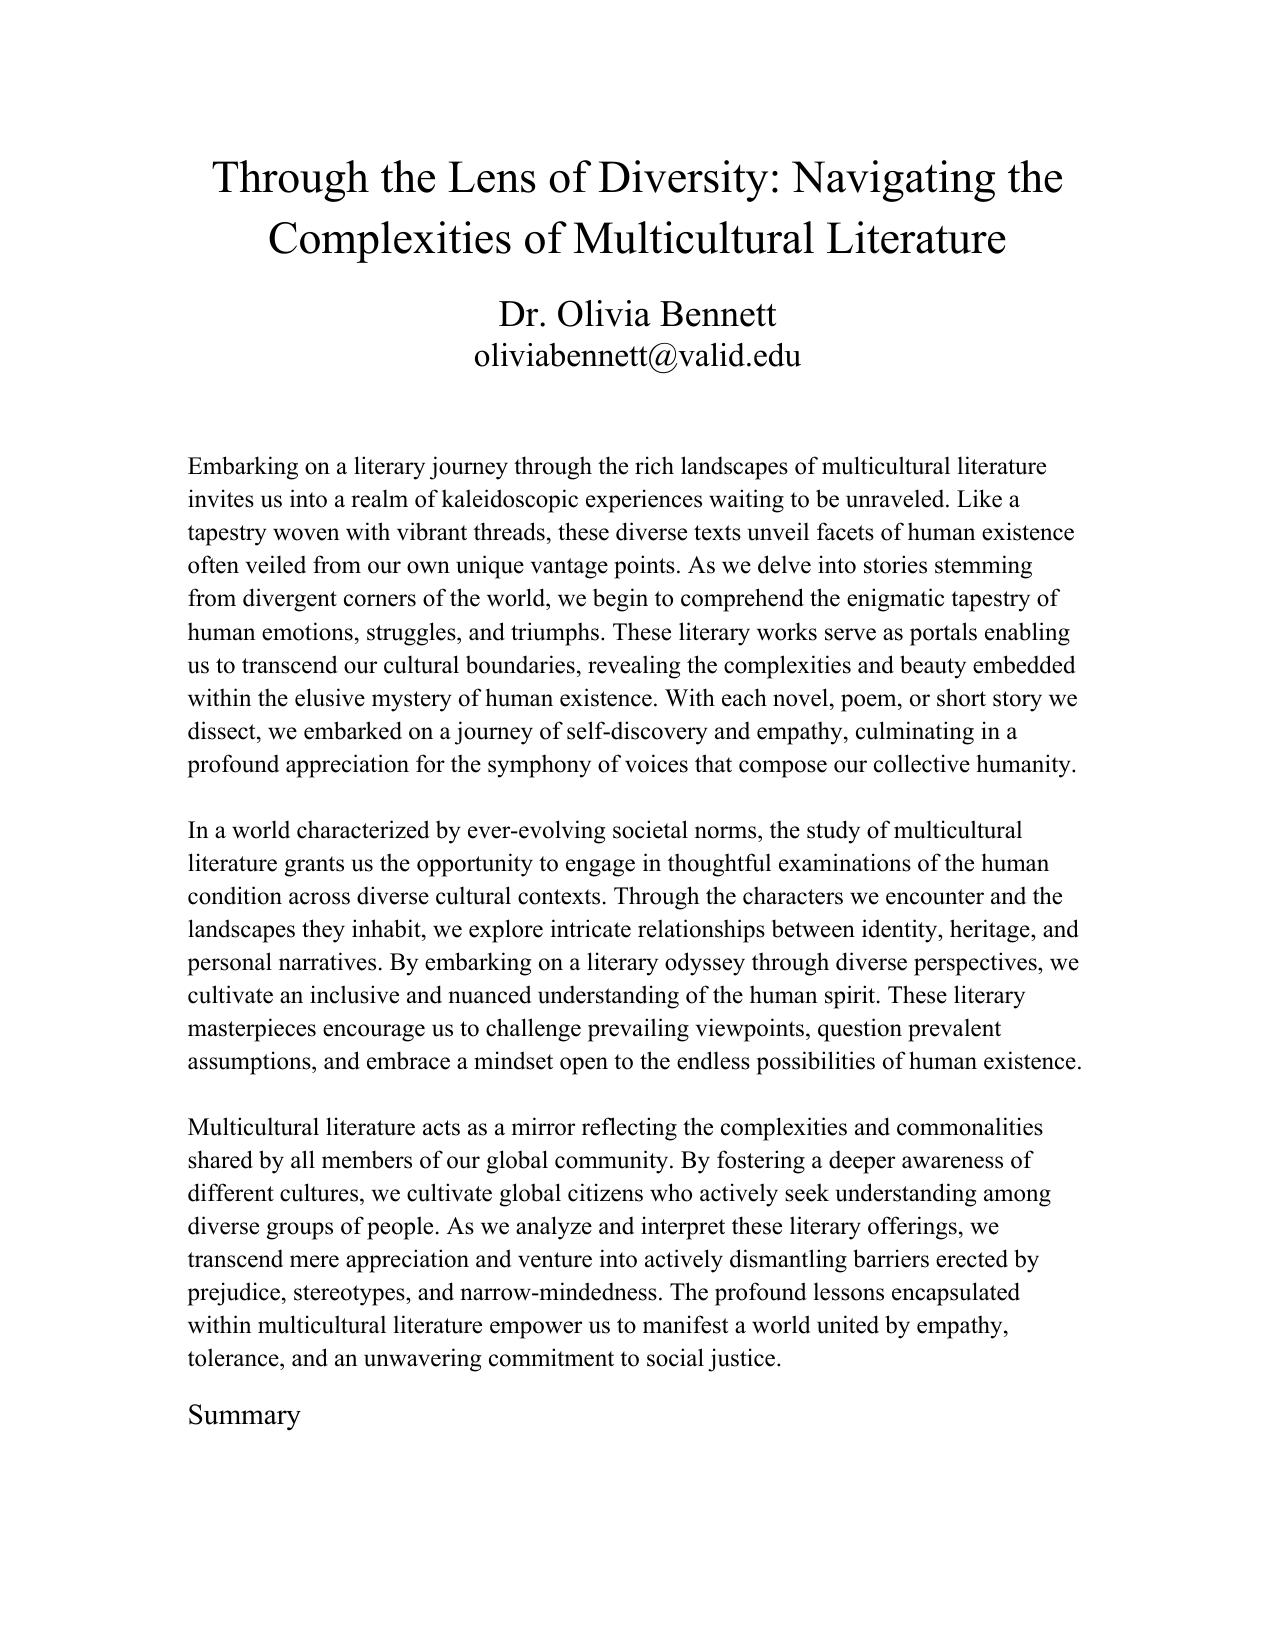 Through the Lens of Diversity: Navigating the
Complexities of Multicultural Literature
Dr. Olivia Bennett
oliviabennett@valid.edu
Embarking on a literary journey through the rich landscapes of multicultural literature
invites us into a realm of kaleidoscopic experiences waiting to be unraveled. Like a
tapestry woven with vibrant threads, these diverse texts unveil facets of human existence
often veiled from our own unique vantage points. As we delve into stories stemming
from divergent corners of the world, we begin to comprehend the enigmatic tapestry of
human emotions, struggles, and triumphs. These literary works serve as portals enabling
us to transcend our cultural boundaries, revealing the complexities and beauty embedded
within the elusive mystery of human existence. With each novel, poem, or short story we
dissect, we embarked on a journey of self-discovery and empathy, culminating in a
profound appreciation for the symphony of voices that compose our collective humanity.
In a world characterized by ever-evolving societal norms, the study of multicultural
literature grants us the opportunity to engage in thoughtful examinations of the human
condition across diverse cultural contexts. Through the characters we encounter and the
landscapes they inhabit, we explore intricate relationships between identity, heritage, and
personal narratives. By embarking on a literary odyssey through diverse perspectives, we
cultivate an inclusive and nuanced understanding of the human spirit. These literary
masterpieces encourage us to challenge prevailing viewpoints, question prevalent
assumptions, and embrace a mindset open to the endless possibilities of human existence.
Multicultural literature acts as a mirror reflecting the complexities and commonalities
shared by all members of our global community. By fostering a deeper awareness of
different cultures, we cultivate global citizens who actively seek understanding among
diverse groups of people. As we analyze and interpret these literary offerings, we
transcend mere appreciation and venture into actively dismantling barriers erected by
prejudice, stereotypes, and narrow-mindedness. The profound lessons encapsulated
within multicultural literature empower us to manifest a world united by empathy,
tolerance, and an unwavering commitment to social justice.
Summary